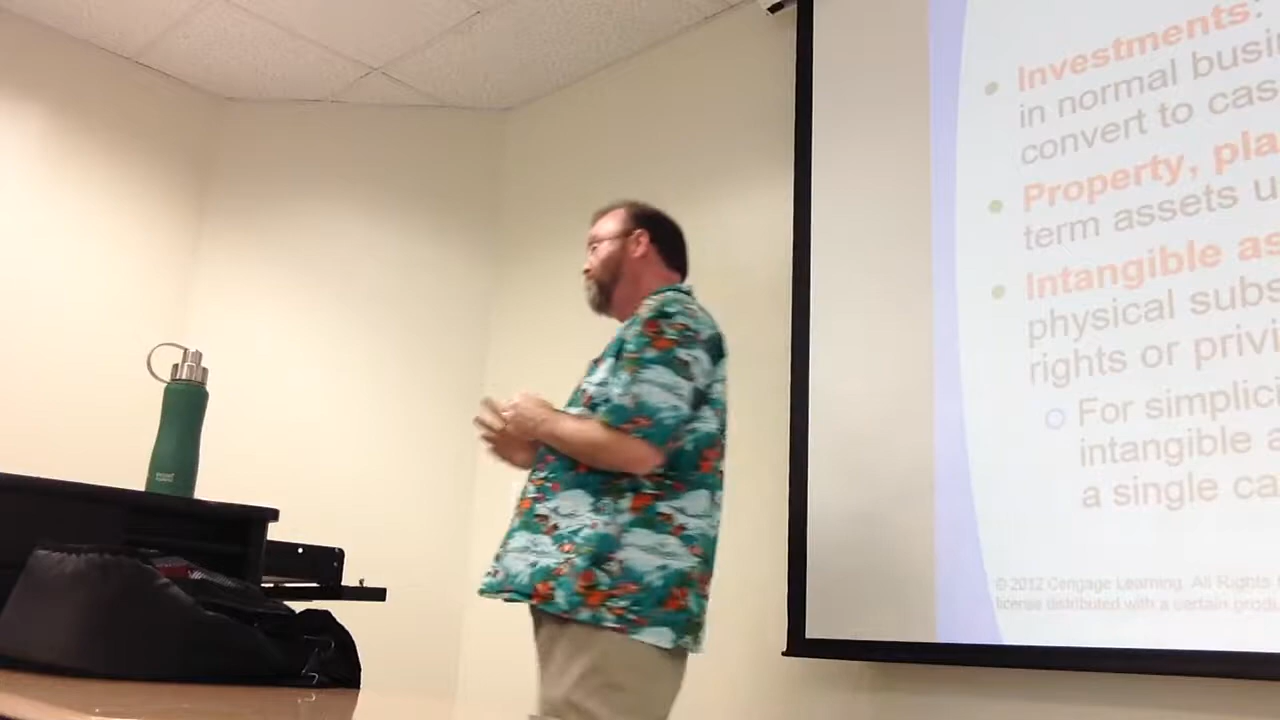 Investments:
in normal busi
convert to cas
Property, pla
term assets u
Intangible as
physical subs
rights or privi
For simplici
intangible a
a single ca
© 2012 Cengage Learning. All Rights
license distributed with a certain produ